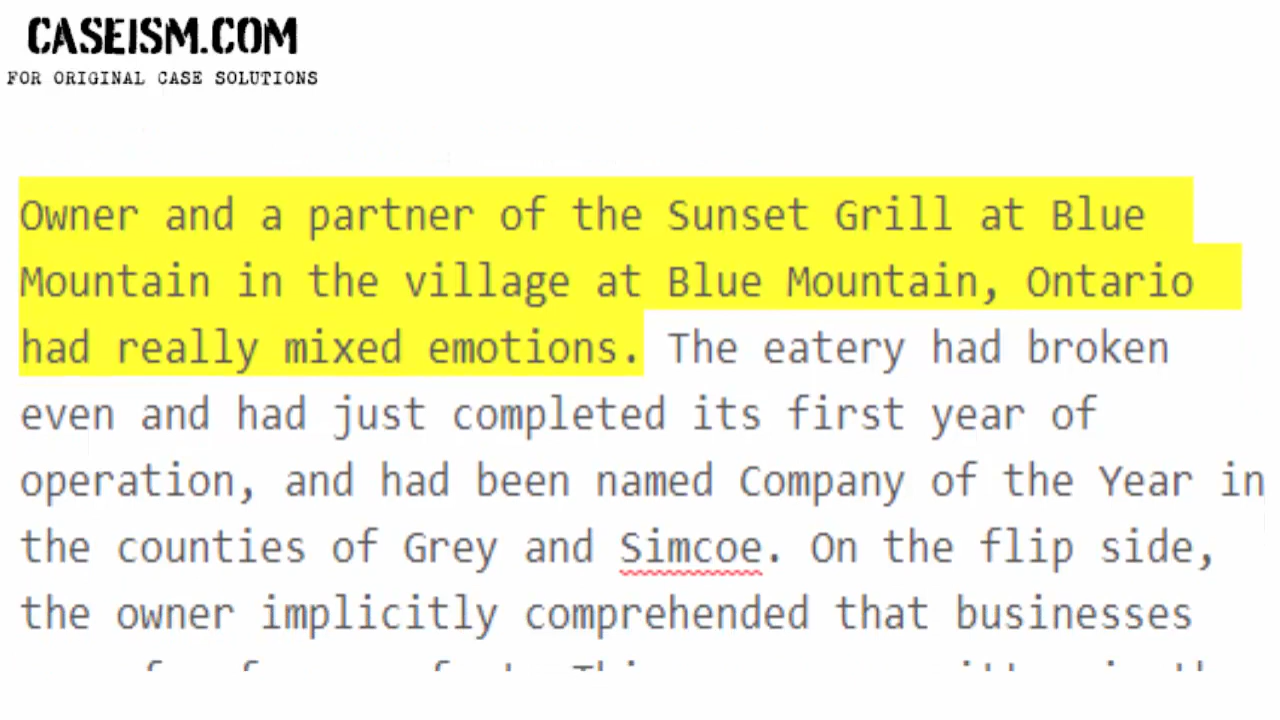 CASEISM.COM
FOR ORIGINAL CASE SOLUTIONS
Owner and a partner of the Sunset Grill at Blue
Mountain in the village at Blue Mountain, Ontario
had really mixed emotions. The eatery had broken
even and had just completed its first year of
operation, and had been named Company of the Year in
the counties of Grey and Simcoe. On the flip side,
the owner implicitly comprehended that businesses